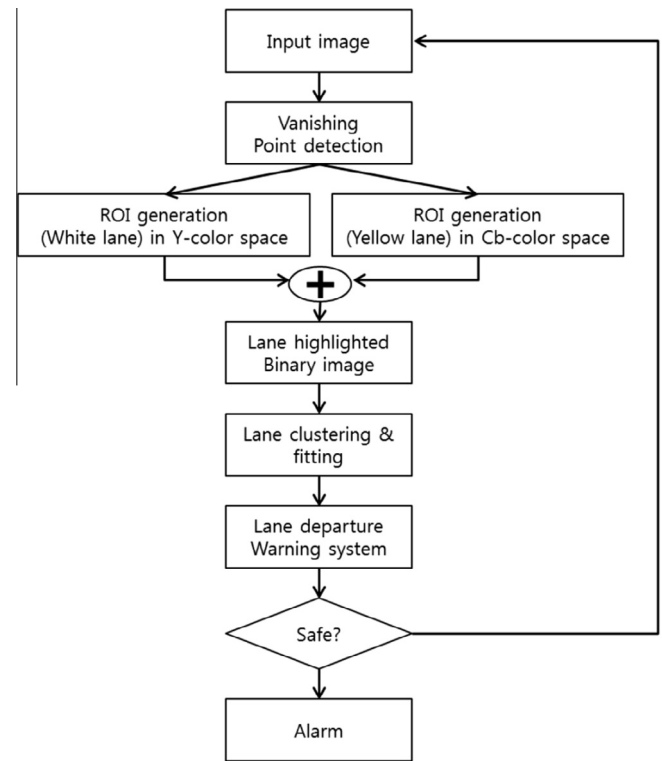 Input image
Vanishing
Point detection
ROI generation
(White lane) in Y-color space
ROI generation
(Yellow lane) in Cb-color space
+
Lane highlighted
Binary image
Lane clustering &
fitting
Lane departure
Warning system
Safe?
Alarm